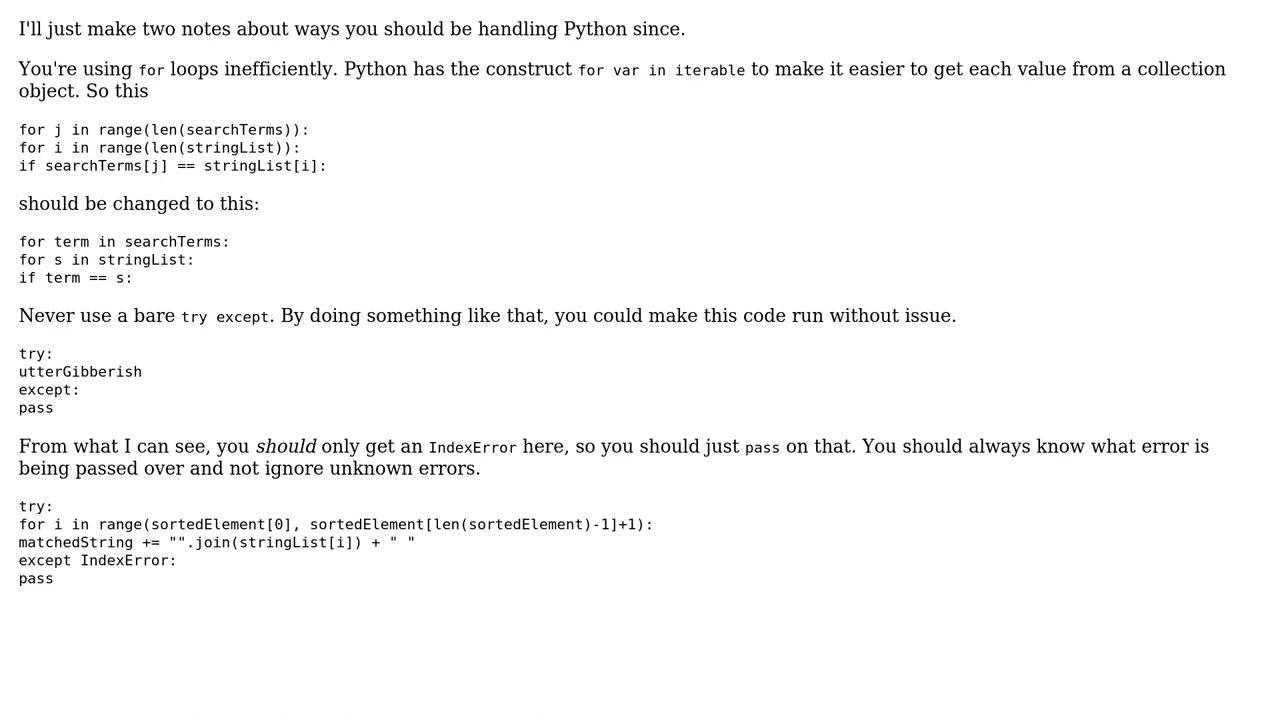 I'll just make two notes about ways you should be handling Python since.
You're using for loops inefficiently. Python has the construct for var in iterable to make it easier to get each value from a collection
object. So this
for j in range(len(searchTerms)):
for i in range(len(stringList)):
if searchTerms[j] == stringList[i]:
should be changed to this:
for term in searchTerms:
for s in stringList:
if term == s:
Never use a bare try except. By doing something like that, you could make this code run without issue.
try:
utterGibberish
except:
pass
From what I can see, you should only get an IndexError here, so you should just pass on that. You should always know what error is
being passed over and not ignore unknown errors.
try:
for i in range(sortedElement[0], sortedElement[len(sortedElement)-1]+1):
matchedString += "".join(stringList[i]) + " "
except IndexError:
pass